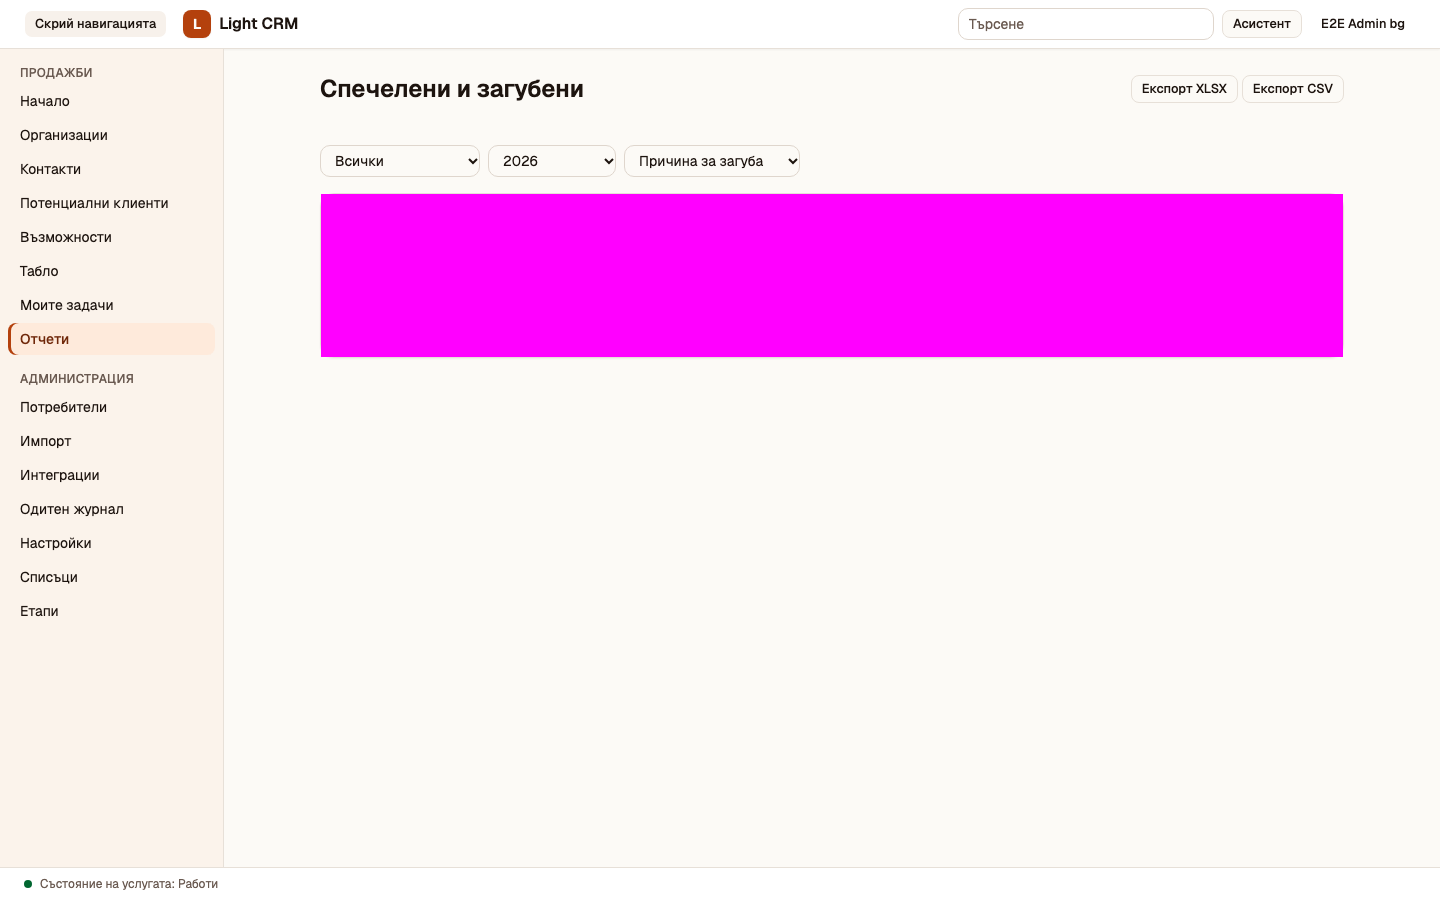 Скрий навигацията
L
Light CRM
Търсене
Асистент
E2E Admin bg
ПРОДАЖБИ
Начало
Организации
Контакти
Потенциални клиенти
Възможности
Табло
Моите задачи
Отчети
АДМИНИСТРАЦИЯ
Потребители
Импорт
Интеграции
Одитен журнал
Настройки
Списъци
Етапи
Спечелени и загубени
Експорт XLSX
Експорт CSV
Всички
2026
Причина за загуба
Състояние на услугата: Работи